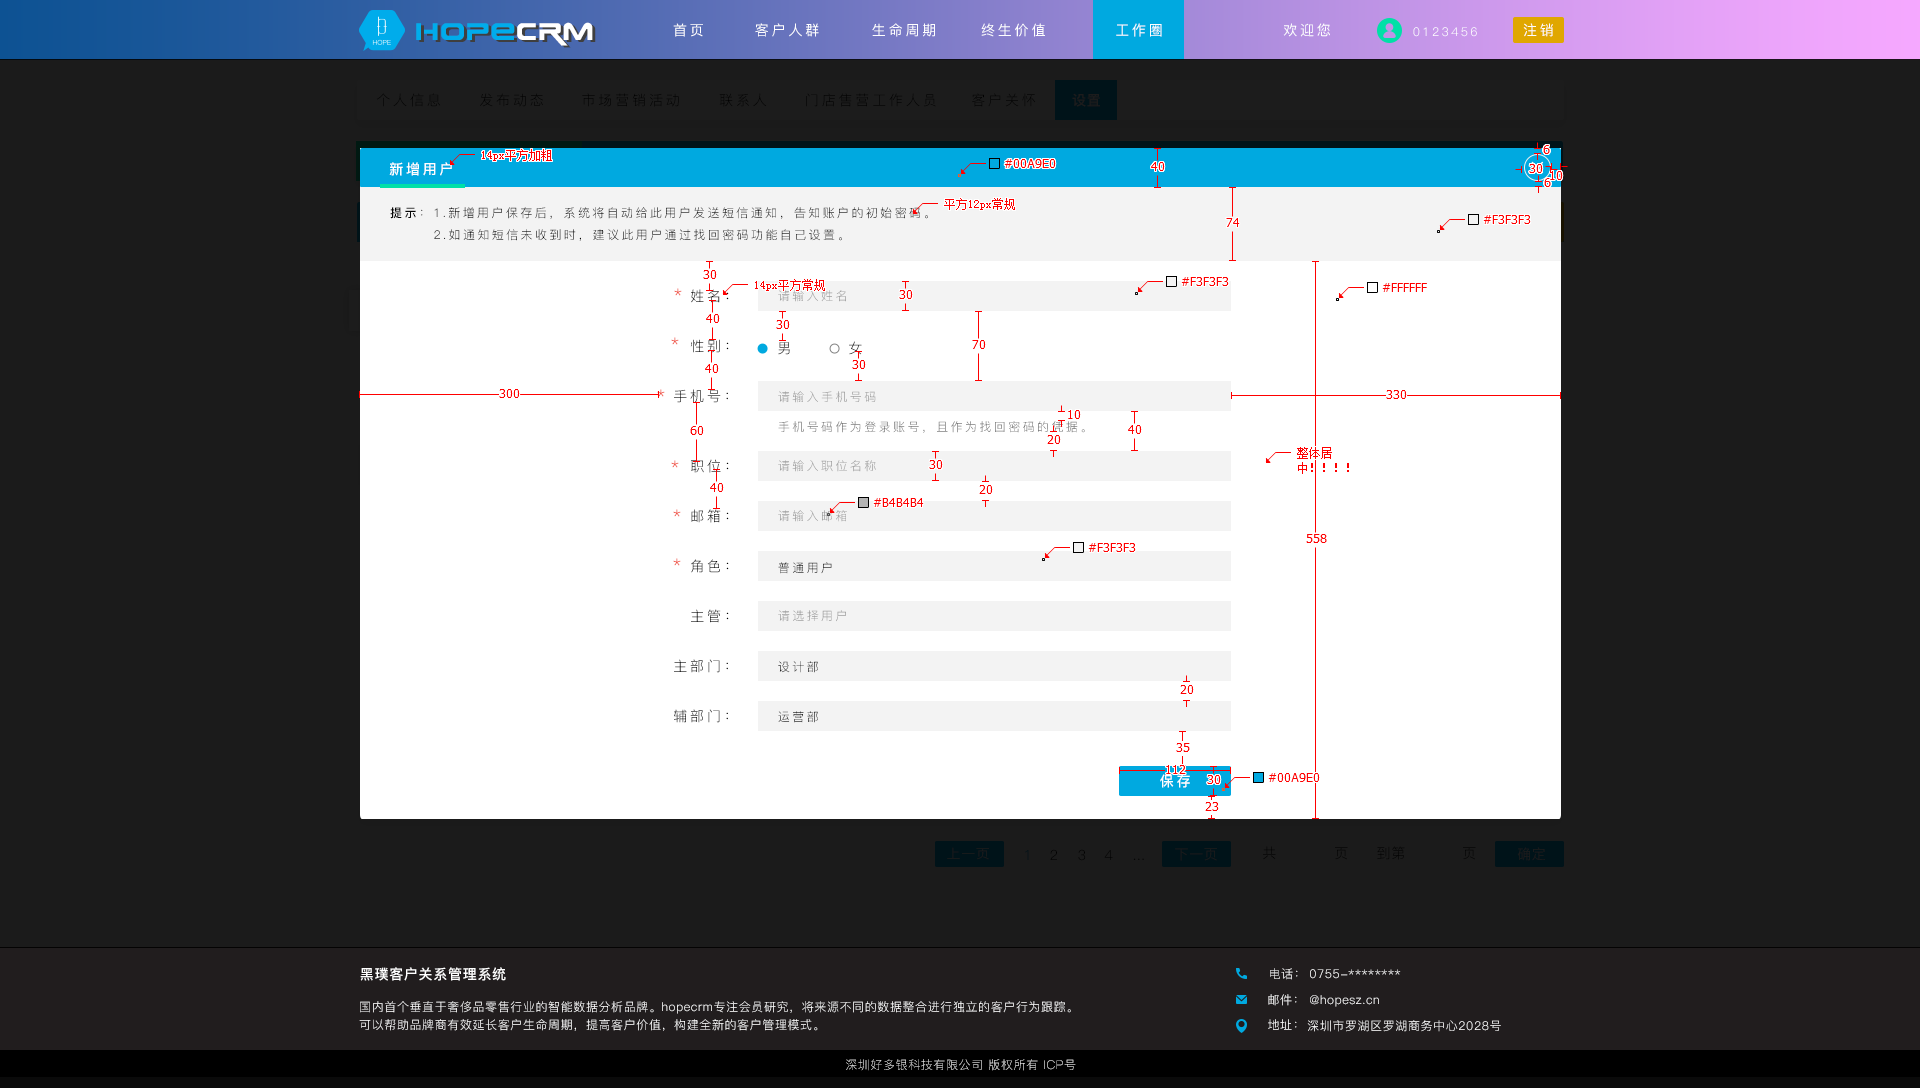 HOPE
HOPECRM
首页 客户人群 生命周期 终生价值 工作圈 欢迎您 0123456 注销
个人信息 发布动态 市场营销活动 联系人 门店售营工作人员 客户关怀 设置
新增用户 14px平方加粗 #00A9E0 40 6 30 10 6
提示：1.新增用户保存后，系统将自动给此用户发送短信通知，告知账户的初始密码。 平方12px常规 74 #F3F3F3
2.如通知短信未收到时，建议此用户通过找回密码功能自己设置。
30
* 姓名： 14px平方常规 请输入姓名 30 #F3F3F3 #FFFFFF
40 30
* 性别： 男 女 70
40 30
300 * 手机号： 请输入手机号码 330
10
60 手机号码作为登录账号，且作为找回密码的凭据。 20 40
整体居
中！！！！
* 职位： 请输入职位名称 30
40 20
#B4B4B4
* 邮箱： 请输入邮箱
558
#F3F3F3
* 角色： 普通用户
主管： 请选择用户
主部门： 设计部
20
辅部门： 运营部
35
112
保存 30 #00A9E0
23
上一页 1 2 3 4 ... 下一页 共 页 到第 页 确定
黑璞客户关系管理系统
国内首个垂直于奢侈品零售行业的智能数据分析品牌。hopecrm专注会员研究，将来源不同的数据整合进行独立的客户行为跟踪。
可以帮助品牌商有效延长客户生命周期，提高客户价值，构建全新的客户管理模式。
电话： 0755-********
邮件： @hopesz.cn
地址： 深圳市罗湖区罗湖商务中心2028号
深圳好多银科技有限公司 版权所有 ICP号